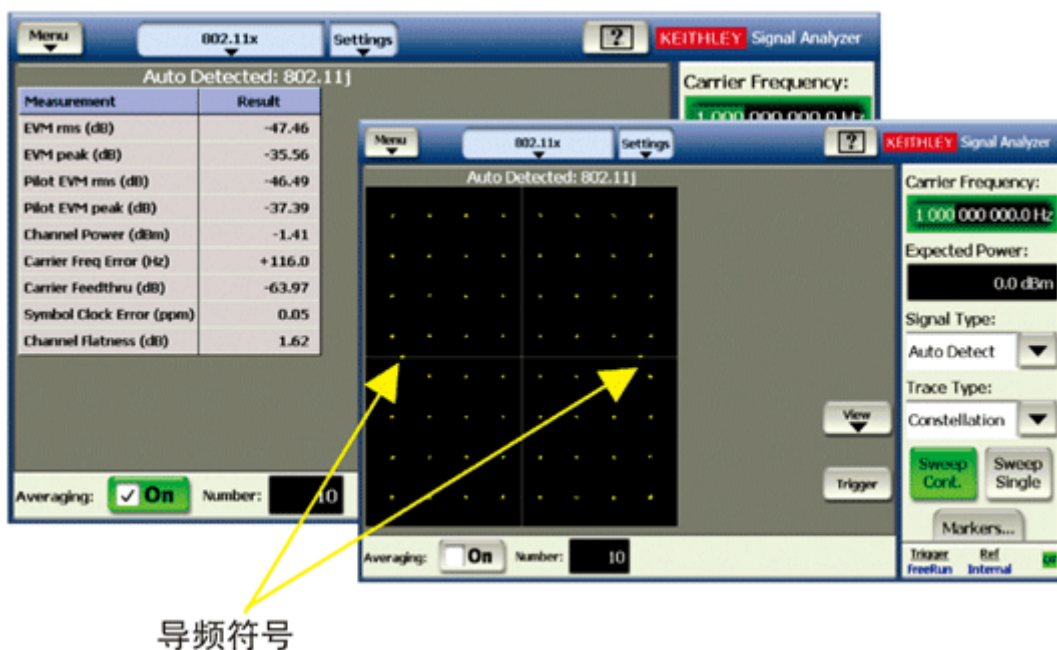 Menu
802.11x
Settings
?
KEITHLEY Signal Analyzer
Auto Detected: 802.11j
Measurement Result
EVM rms (dB) -47.46
EVM peak (dB) -35.56
Pilot EVM rms (dB) -46.49
Pilot EVM peak (dB) -37.39
Channel Power (dBm) -1.41
Carrier Freq Error (Hz) +116.0
Carrier Feedthru (dB) -63.97
Symbol Clock Error (ppm) 0.05
Channel Flatness (dB) 1.62
Carrier Frequency:
1 000 000 000.0 Hz
Averaging: On Number: 10
Menu
802.11x
Settings
?
KEITHLEY Signal Analyzer
Auto Detected: 802.11j
Carrier Frequency:
1 000 000 000.0 Hz
Expected Power:
0.0 dBm
Signal Type:
Auto Detect
Trace Type:
Constellation
View
Sweep Cont.
Sweep Single
Trigger
Markers...
Trigger FreeRun
Ref Internal
Averaging: On Number: 10
导频符号